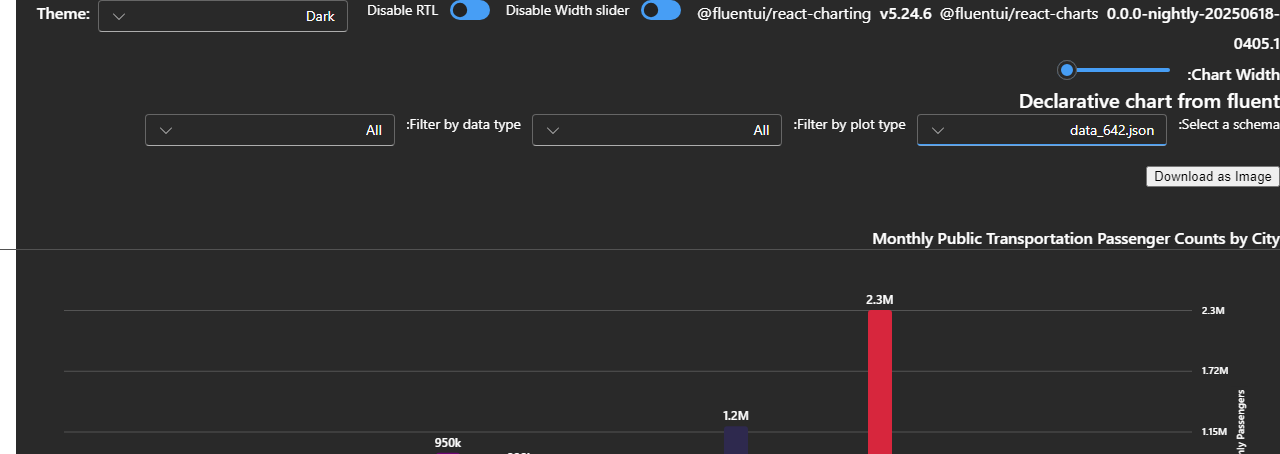 Theme: Dark Disable RTL Disable Width slider @fluentui/react-charting v5.24.6 @fluentui/react-charts 0.0.0-nightly-20250618-
0405.1
:Chart Width
Declarative chart from fluent
:Select a schema data_642.json :Filter by plot type All :Filter by data type All
Download as Image
Monthly Public Transportation Passenger Counts by City
2.3M
2.3M
1.72M
1.2M
1.15M
950k